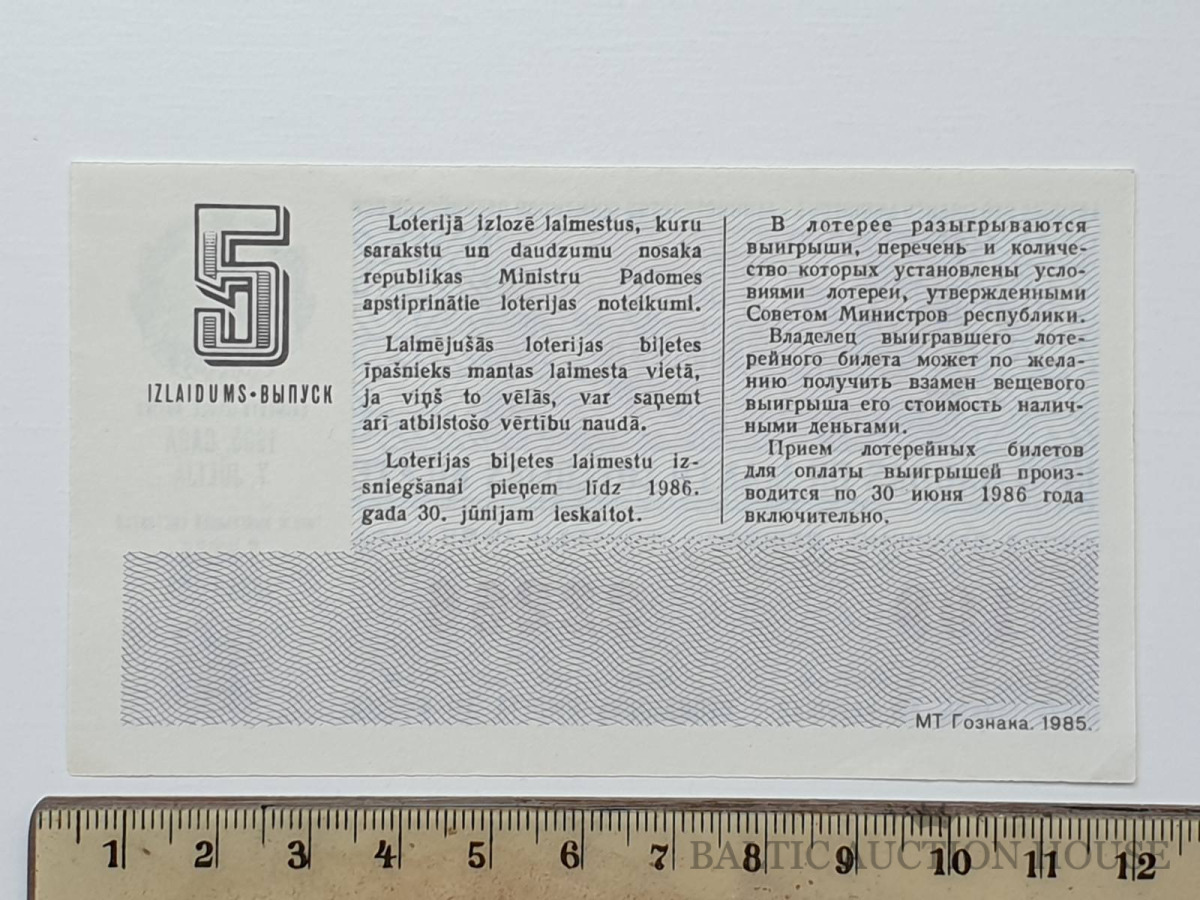 5
IZLAIDUMS•ВЫПУСК
Loterijā izlozē laimestus, kuru
sarakstu un daudzumu nosaka
republikas Ministru Padomes
apstiprinātie loterijas noteikumi.
Laimējušās loterijas biļetes
īpašnieks mantas laimesta vietā,
ja viņš to vēlās, var saņemt
arī atbilstošo vērtību naudā.
Loterijas biļetes laimestu iz-
sniegšanai pieņem līdz 1986.
gada 30. jūnijam ieskaitot.
В лотерее разыгрываются
выигрыши, перечень и количе-
ство которых установлены усло-
виями лотереи, утвержденными
Советом Министров республики.
Владелец выигравшего лоте-
рейного билета может по жела-
нию получить взамен вещевого
выигрыша его стоимость налич-
ными деньгами.
Прием лотерейных билетов
для оплаты выигрышей произ-
водится по 30 июня 1986 года
включительно.
МТ Гознака. 1985.
1 2 3 4 5 6 7 8 9 10 11 12
BALTIC AUCTION HOUSE